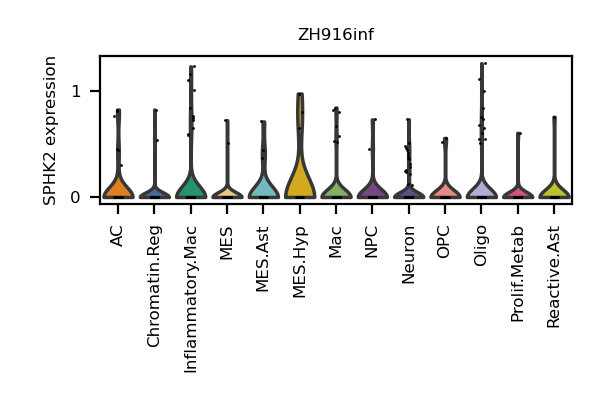 ZH916inf
SPHK2 expression
1
0
AC
Chromatin.Reg
Inflammatory.Mac
MES
MES.Ast
MES.Hyp
Mac
NPC
Neuron
OPC
Oligo
Prolif.Metab
Reactive.Ast